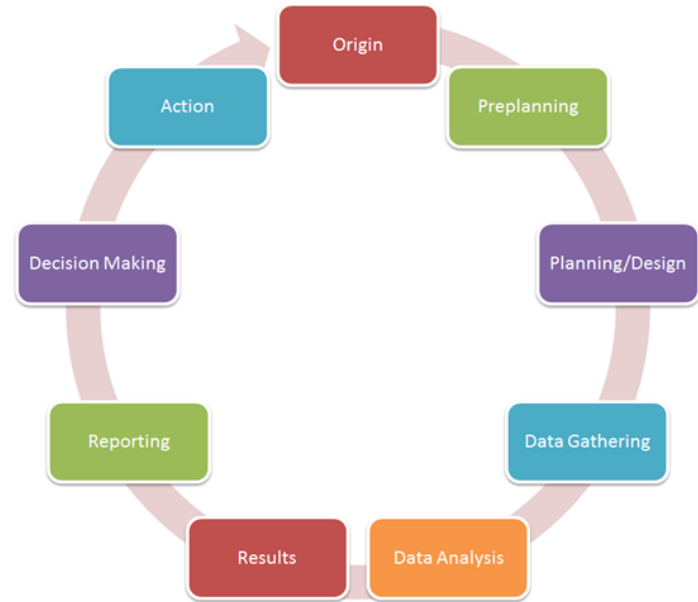 Origin
Preplanning
Planning/Design
Data Gathering
Data Analysis
Results
Reporting
Decision Making
Action